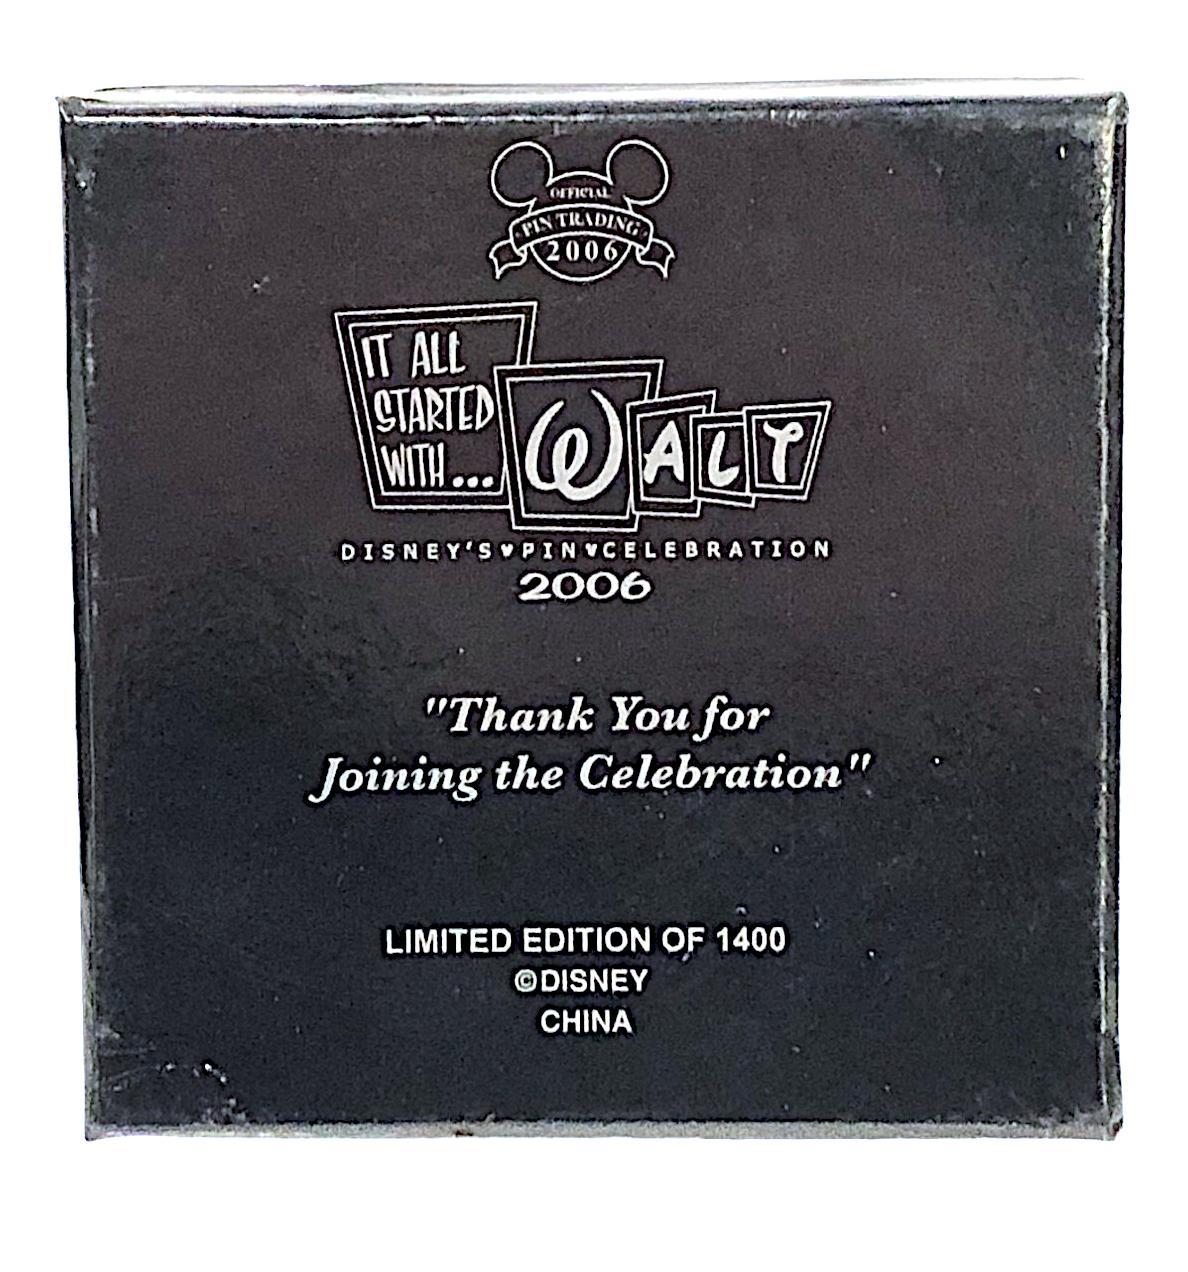 OFFICIAL
PIN TRADING
2006
IT ALL
STARTED
WITH... WALT
DISNEY'S♥PIN♥CELEBRATION
2006
"Thank You for
Joining the Celebration"
LIMITED EDITION OF 1400
©DISNEY
CHINA